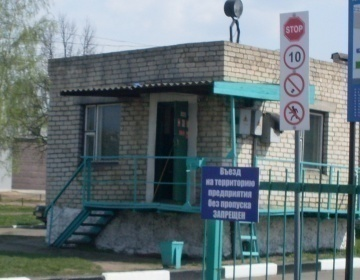 STOP
10
Въезд
на территорию
предприятия
без пропуска
ЗАПРЕЩЕН